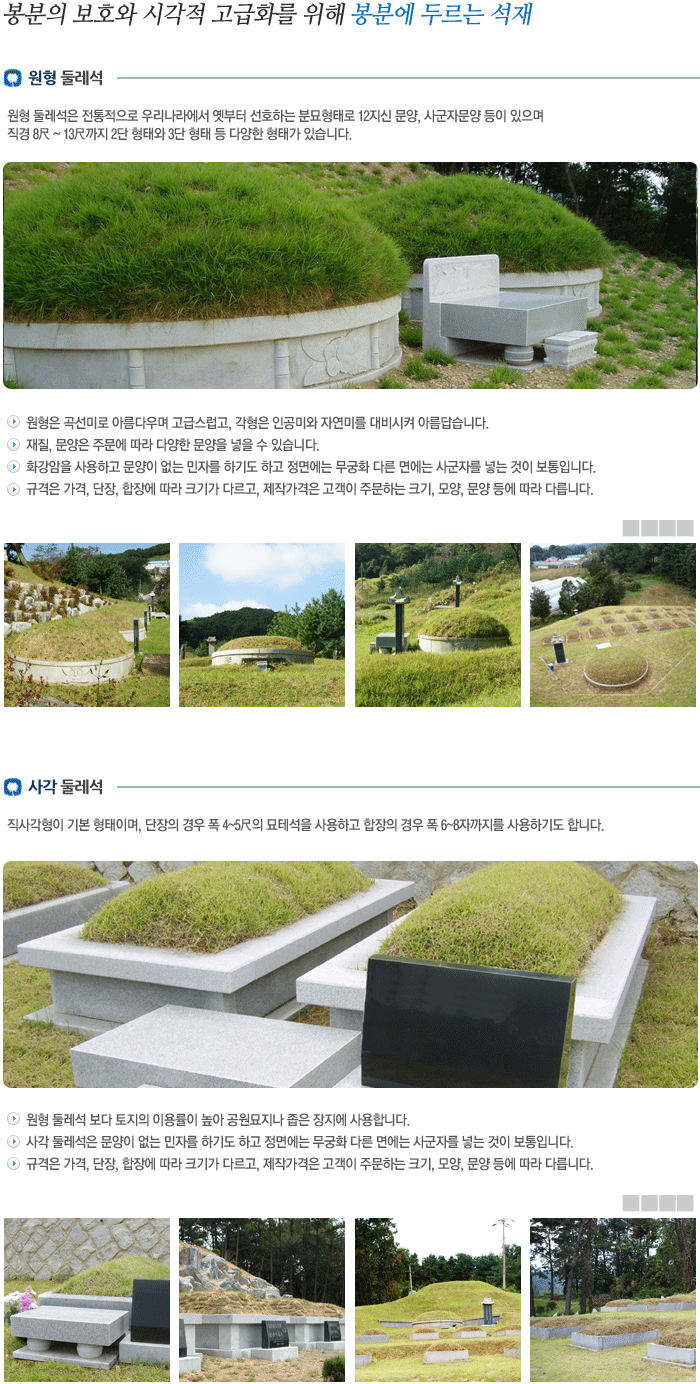 봉분의 보호와 시각적 고급화를 위해 봉분에 두르는 석재
원형 둘레석
원형 둘레석은 전통적으로 우리나라에서 옛부터 선호하는 분묘형태로 12지신 문양, 사군자문양 등이 있으며
직경 8尺 ~ 13尺까지 2단 형태와 3단 형태 등 다양한 형태가 있습니다.
원형은 곡선미로 아름다우며 고급스럽고, 각형은 인공미와 자연미를 대비시켜 아름답습니다.
재질, 문양은 주문에 따라 다양한 문양을 넣을 수 있습니다.
화강암을 사용하고 문양이 없는 민자를 하기도 하고 정면에는 무궁화 다른 면에는 사군자를 넣는 것이 보통입니다.
규격은 가격, 단장, 합장에 따라 크기가 다르고, 제작가격은 고객이 주문하는 크기, 모양, 문양 등에 따라 다릅니다.
사각 둘레석
직사각형이 기본 형태이며, 단장의 경우 폭 4~5尺의 묘테석을 사용하고 합장의 경우 폭 6~8자까지를 사용하기도 합니다.
원형 둘레석 보다 토지의 이용률이 높아 공원묘지나 좁은 장지에 사용합니다.
사각 둘레석은 문양이 없는 민자를 하기도 하고 정면에는 무궁화 다른 면에는 사군자를 넣는 것이 보통입니다.
규격은 가격, 단장, 합장에 따라 크기가 다르고, 제작가격은 고객이 주문하는 크기, 모양, 문양 등에 따라 다릅니다.